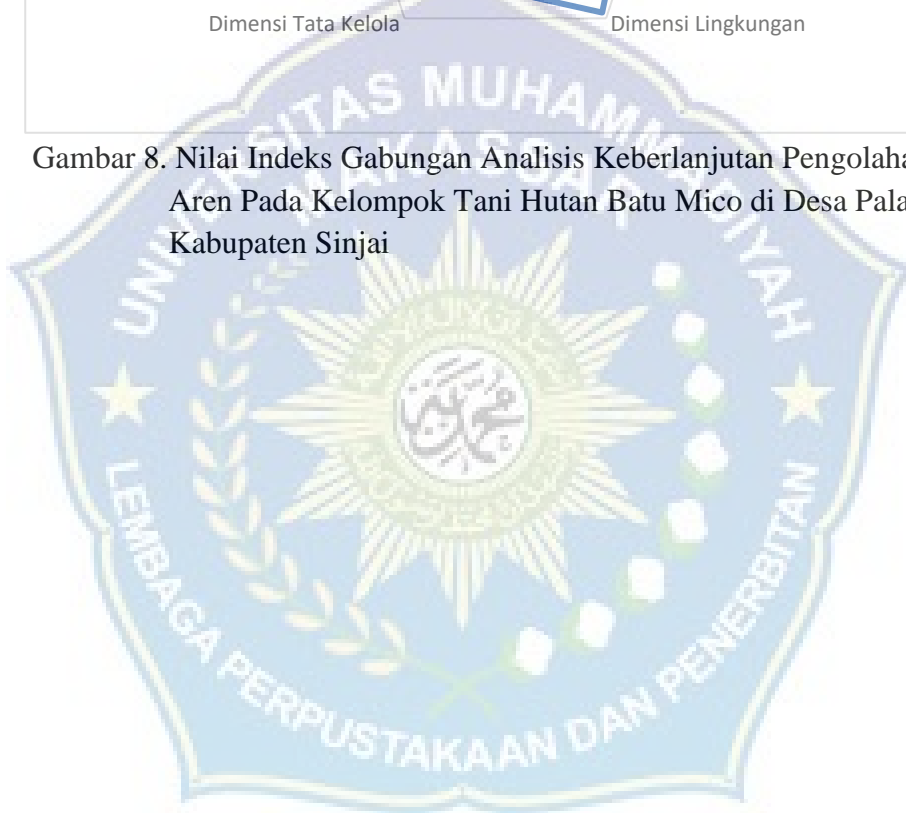 Dimensi Tata Kelola Dimensi Lingkungan
Gambar 8. Nilai Indeks Gabungan Analisis Keberlanjutan Pengolaha
Aren Pada Kelompok Tani Hutan Batu Mico di Desa Pala
Kabupaten Sinjai
UNIVERSITAS MUHAMMADIYAH
MAKASSAR
LEMBAGA PERPUSTAKAAN DAN PENERBITAN